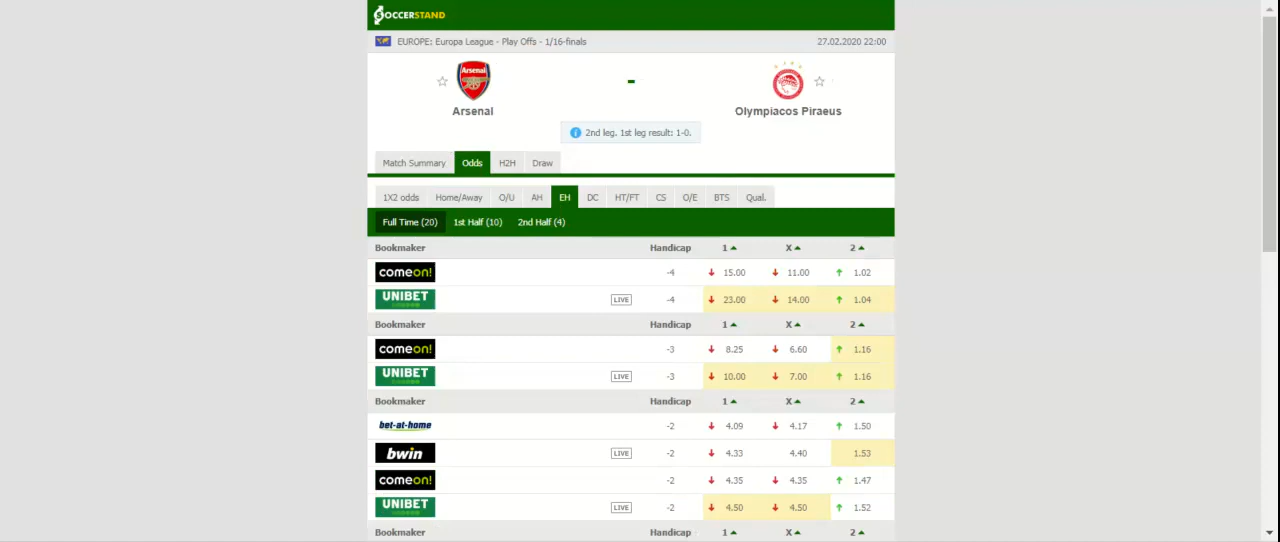 SOCCERSTAND
EUROPE: Europa League - Play Offs - 1/16-finals 27.02.2020 22:00
Arsenal
-
Arsenal Olympiacos Piraeus
2nd leg. 1st leg result: 1-0.
Match Summary Odds H2H Draw
1X2 odds Home/Away O/U AH EH DC HT/FT CS O/E BTS Qual.
Full Time (20) 1st Half (10) 2nd Half (4)
Bookmaker Handicap 1 X 2
comeon! -4 15.00 11.00 1.02
UNIBET LIVE -4 23.00 14.00 1.04
Bookmaker Handicap 1 X 2
comeon! -3 8.25 6.60 1.16
UNIBET LIVE -3 10.00 7.00 1.16
Bookmaker Handicap 1 X 2
bet-at-home -2 4.09 4.17 1.50
bwin LIVE -2 4.33 4.40 1.53
comeon! -2 4.35 4.35 1.47
UNIBET LIVE -2 4.50 4.50 1.52
Bookmaker Handicap 1 X 2